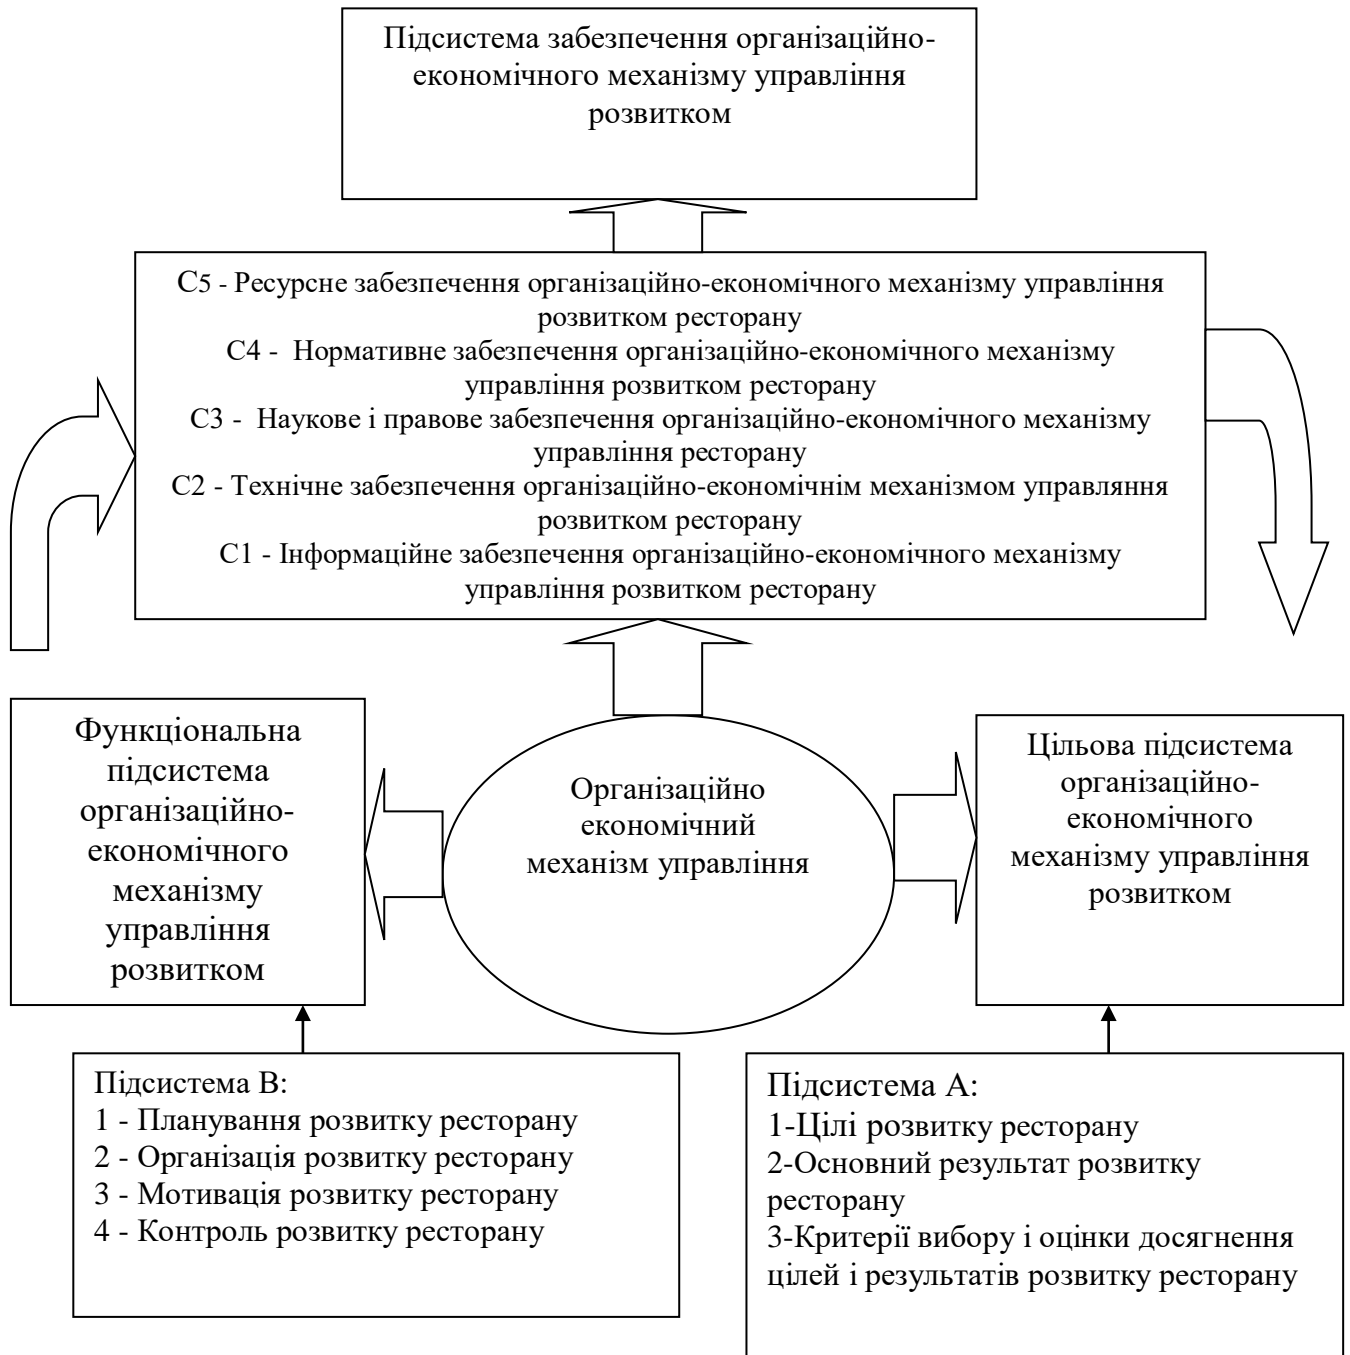 Підсистема забезпечення організаційно-
економічного механізму управління
розвитком
С5 - Ресурсне забезпечення організаційно-економічного механізму управління
розвитком ресторану
С4 - Нормативне забезпечення організаційно-економічного механізму
управління розвитком ресторану
С3 - Наукове і правове забезпечення організаційно-економічного механізму
управління ресторану
С2 - Технічне забезпечення організаційно-економічнім механізмом управляння
розвитком ресторану
С1 - Інформаційне забезпечення організаційно-економічного механізму
управління розвитком ресторану
Функціональна
підсистема
організаційно-
економічного
механізму
управління
розвитком
Організаційно
економічний
механізм управління
Цільова підсистема
організаційно-
економічного
механізму управління
розвитком
Підсистема В:
1 - Планування розвитку ресторану
2 - Організація розвитку ресторану
3 - Мотивація розвитку ресторану
4 - Контроль розвитку ресторану
Підсистема А:
1-Цілі розвитку ресторану
2-Основний результат розвитку
ресторану
3-Критерії вибору і оцінки досягнення
цілей і результатів розвитку ресторану